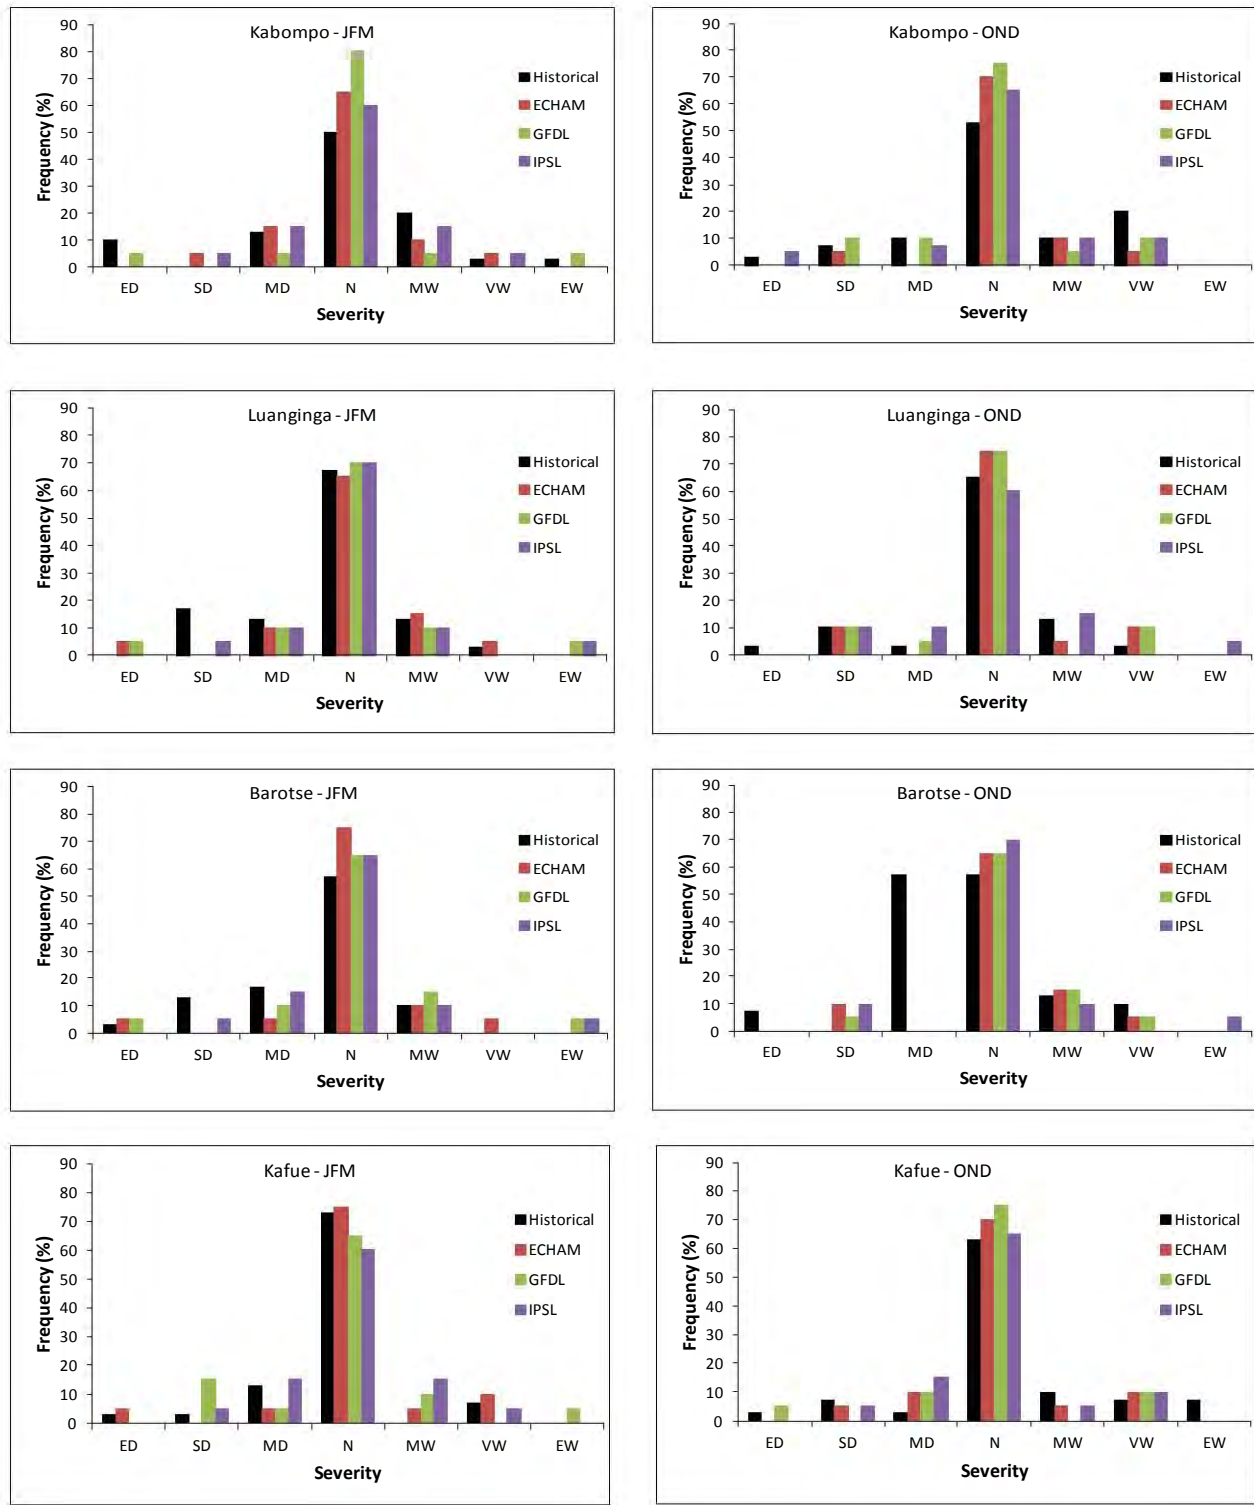 Kabompo - JFM
Frequency (%)
90
80
70
60
50
40
30
20
10
0
Historical
ECHAM
GFDL
IPSL
ED SD MD N MW VW EW
Severity
Kabompo - OND
Frequency (%)
90
80
70
60
50
40
30
20
10
0
Historical
ECHAM
GFDL
IPSL
ED SD MD N MW VW EW
Severity
Luanginga - JFM
Frequency (%)
90
80
70
60
50
40
30
20
10
0
Historical
ECHAM
GFDL
IPSL
ED SD MD N MW VW EW
Severity
Luanginga - OND
Frequency (%)
90
80
70
60
50
40
30
20
10
0
Historical
ECHAM
GFDL
IPSL
ED SD MD N MW VW EW
Severity
Barotse - JFM
Frequency (%)
90
80
70
60
50
40
30
20
10
0
Historical
ECHAM
GFDL
IPSL
ED SD MD N MW VW EW
Severity
Barotse - OND
Frequency (%)
90
80
70
60
50
40
30
20
10
0
Historical
ECHAM
GFDL
IPSL
ED SD MD N MW VW EW
Severity
Kafue - JFM
Frequency (%)
90
80
70
60
50
40
30
20
10
0
Historical
ECHAM
GFDL
IPSL
ED SD MD N MW VW EW
Severity
Kafue - OND
Frequency (%)
90
80
70
60
50
40
30
20
10
0
Historical
ECHAM
GFDL
IPSL
ED SD MD N MW VW EW
Severity